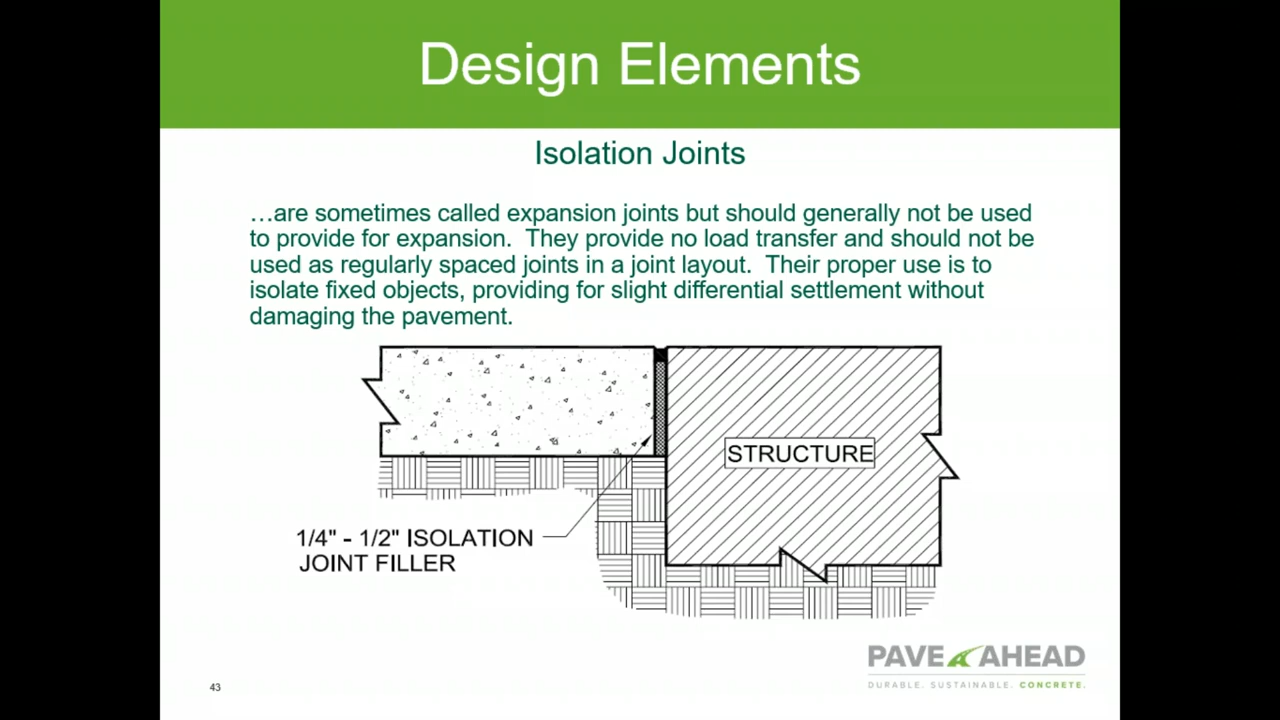 Design Elements
Isolation Joints
…are sometimes called expansion joints but should generally not be used
to provide for expansion.  They provide no load transfer and should not be
used as regularly spaced joints in a joint layout.  Their proper use is to
isolate fixed objects, providing for slight differential settlement without
damaging the pavement.
STRUCTURE
1/4" - 1/2" ISOLATION
JOINT FILLER
PAVE AHEAD
DURABLE. SUSTAINABLE. CONCRETE.
43